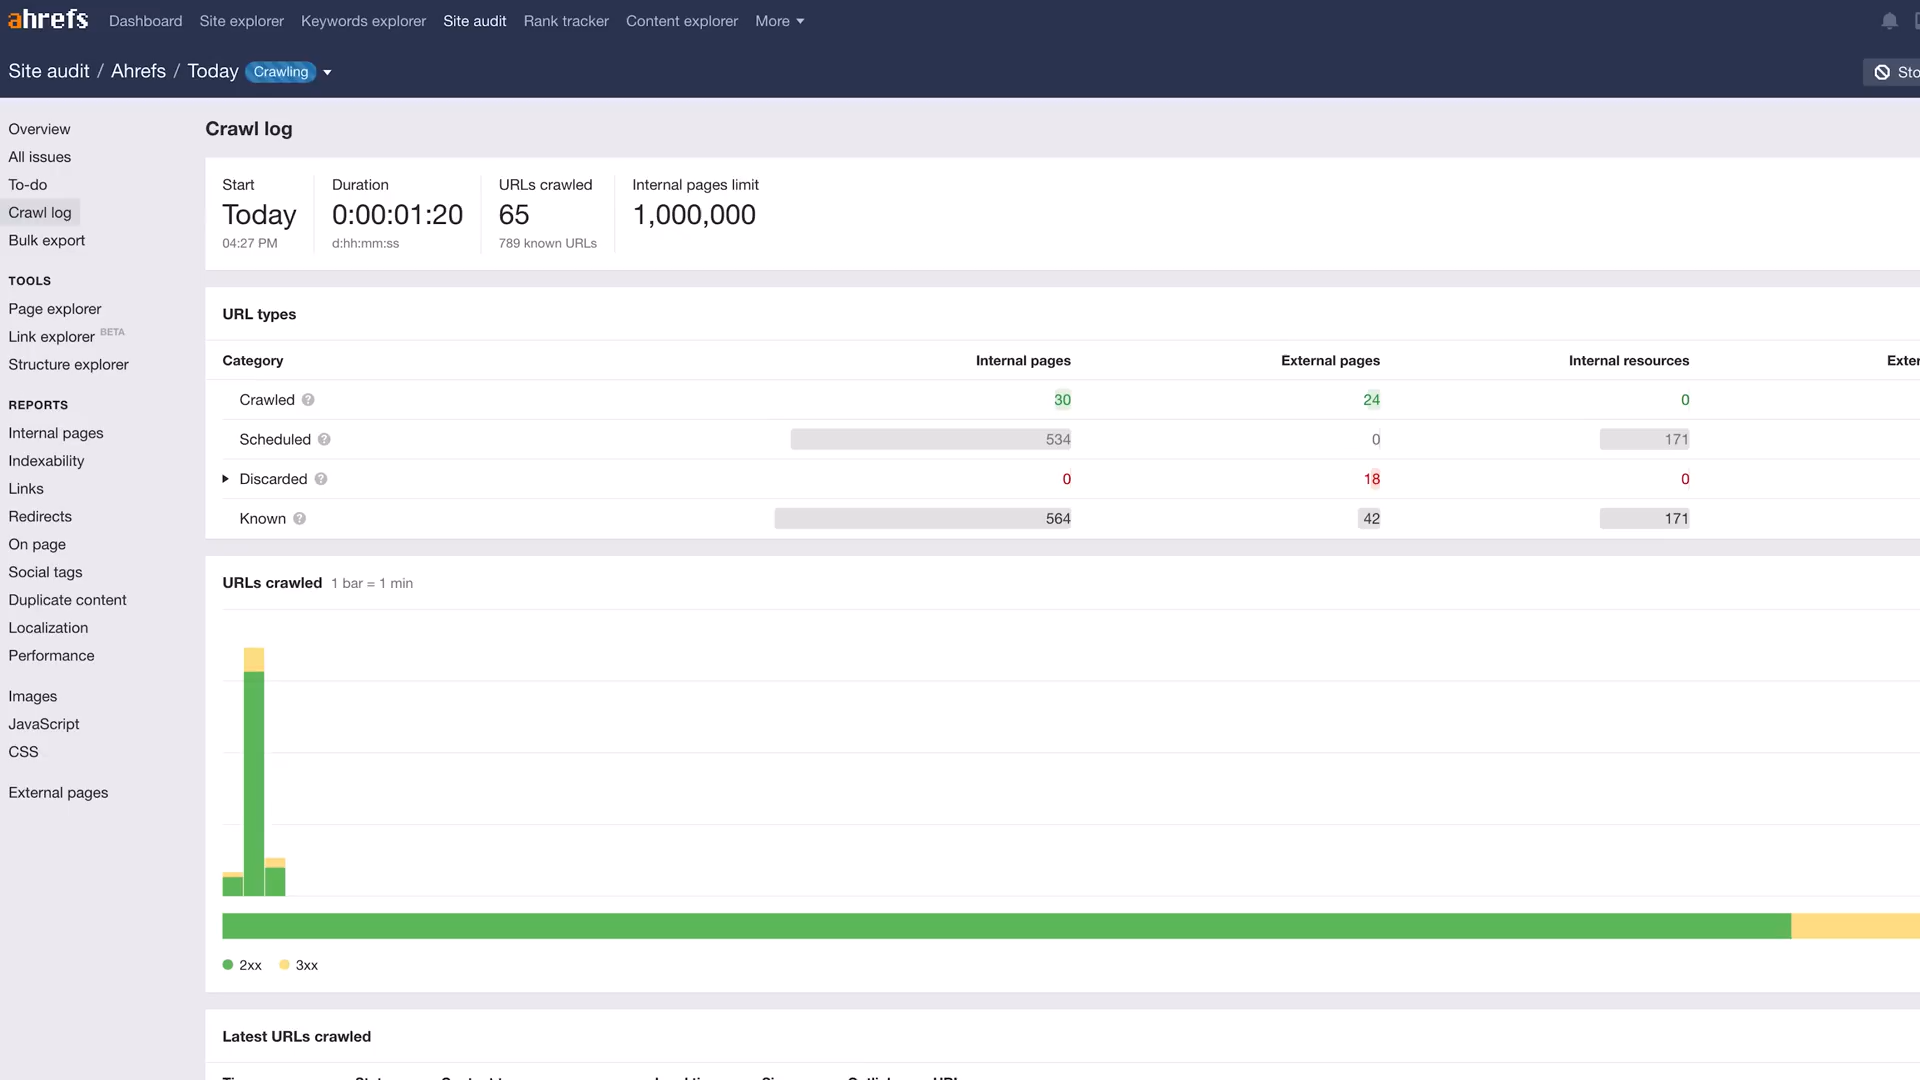 ahrefs Dashboard Site explorer Keywords explorer Site audit Rank tracker Content explorer More
Site audit / Ahrefs / Today Crawling
Overview
All issues
To-do
Crawl log
Bulk export
TOOLS
Page explorer
Link explorer BETA
Structure explorer
REPORTS
Internal pages
Indexability
Links
Redirects
On page
Social tags
Duplicate content
Localization
Performance
Images
JavaScript
CSS
External pages
Crawl log
Start Duration URLs crawled Internal pages limit
Today 0:00:01:20 65 1,000,000
04:27 PM d:hh:mm:ss 789 known URLs
URL types
Category Internal pages External pages Internal resources
Crawled ? 30 24 0
Scheduled ? 534 0 171
Discarded ? 0 18 0
Known ? 564 42 171
URLs crawled 1 bar = 1 min
2xx 3xx
Latest URLs crawled